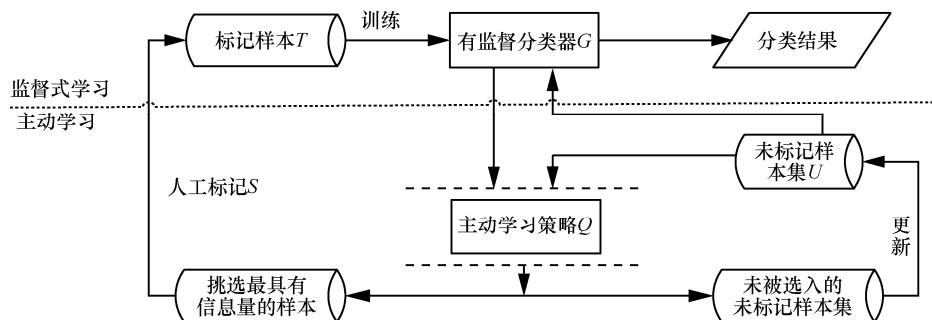 训练
标记样本T
有监督分类器G
分类结果
监督式学习
主动学习
未标记样
本集U
人工标记S
主动学习策略Q
更
新
挑选最具有
信息量的样本
未被选入的
未标记样本集